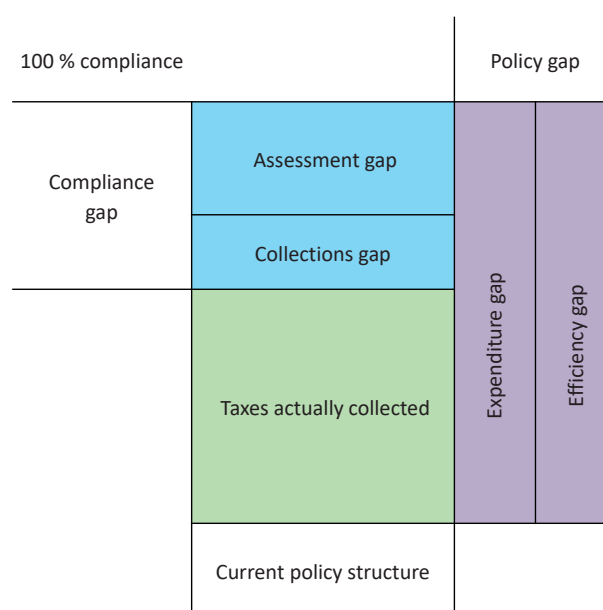 100 % compliance
Policy gap
Compliance
gap
Assessment gap
Collections gap
Expenditure gap
Efficiency gap
Taxes actually collected
Current policy structure